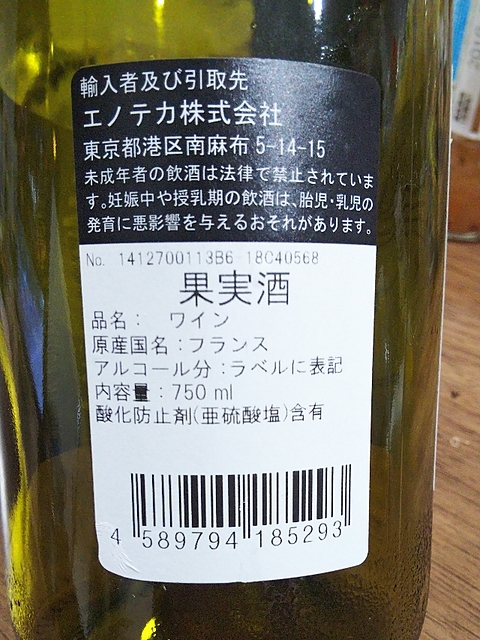 輸入者及び引取先
エノテカ株式会社
東京都港区南麻布 5-14-15
未成年者の飲酒は法律で禁止されていま
す。妊娠中や授乳期の飲酒は、胎児・乳児の
発育に悪影響を与えるおそれがあります。
No. 1412700113B6 18C40568
果実酒
品名： ワイン
原産国名：フランス
アルコール分：ラベルに表記
内容量：750 ml
酸化防止剤(亜硫酸塩)含有
4 589794 185293